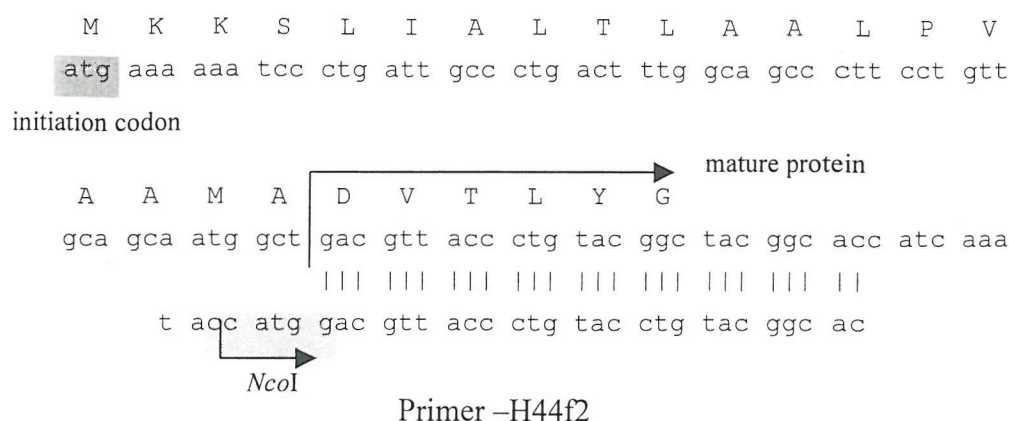 M K K S L I A L T L A A L P V
atg aaa aaa tcc ctg att gcc ctg act ttg gca gcc ctt cct gtt
initiation codon
mature protein
A A M A D V T L Y G
gca gca atg gct gac gtt acc ctg tac ggc tac ggc acc atc aaa
t acc atg gac gtt acc ctg tac ctg tac ggc ac
NcoI
Primer –H44f2